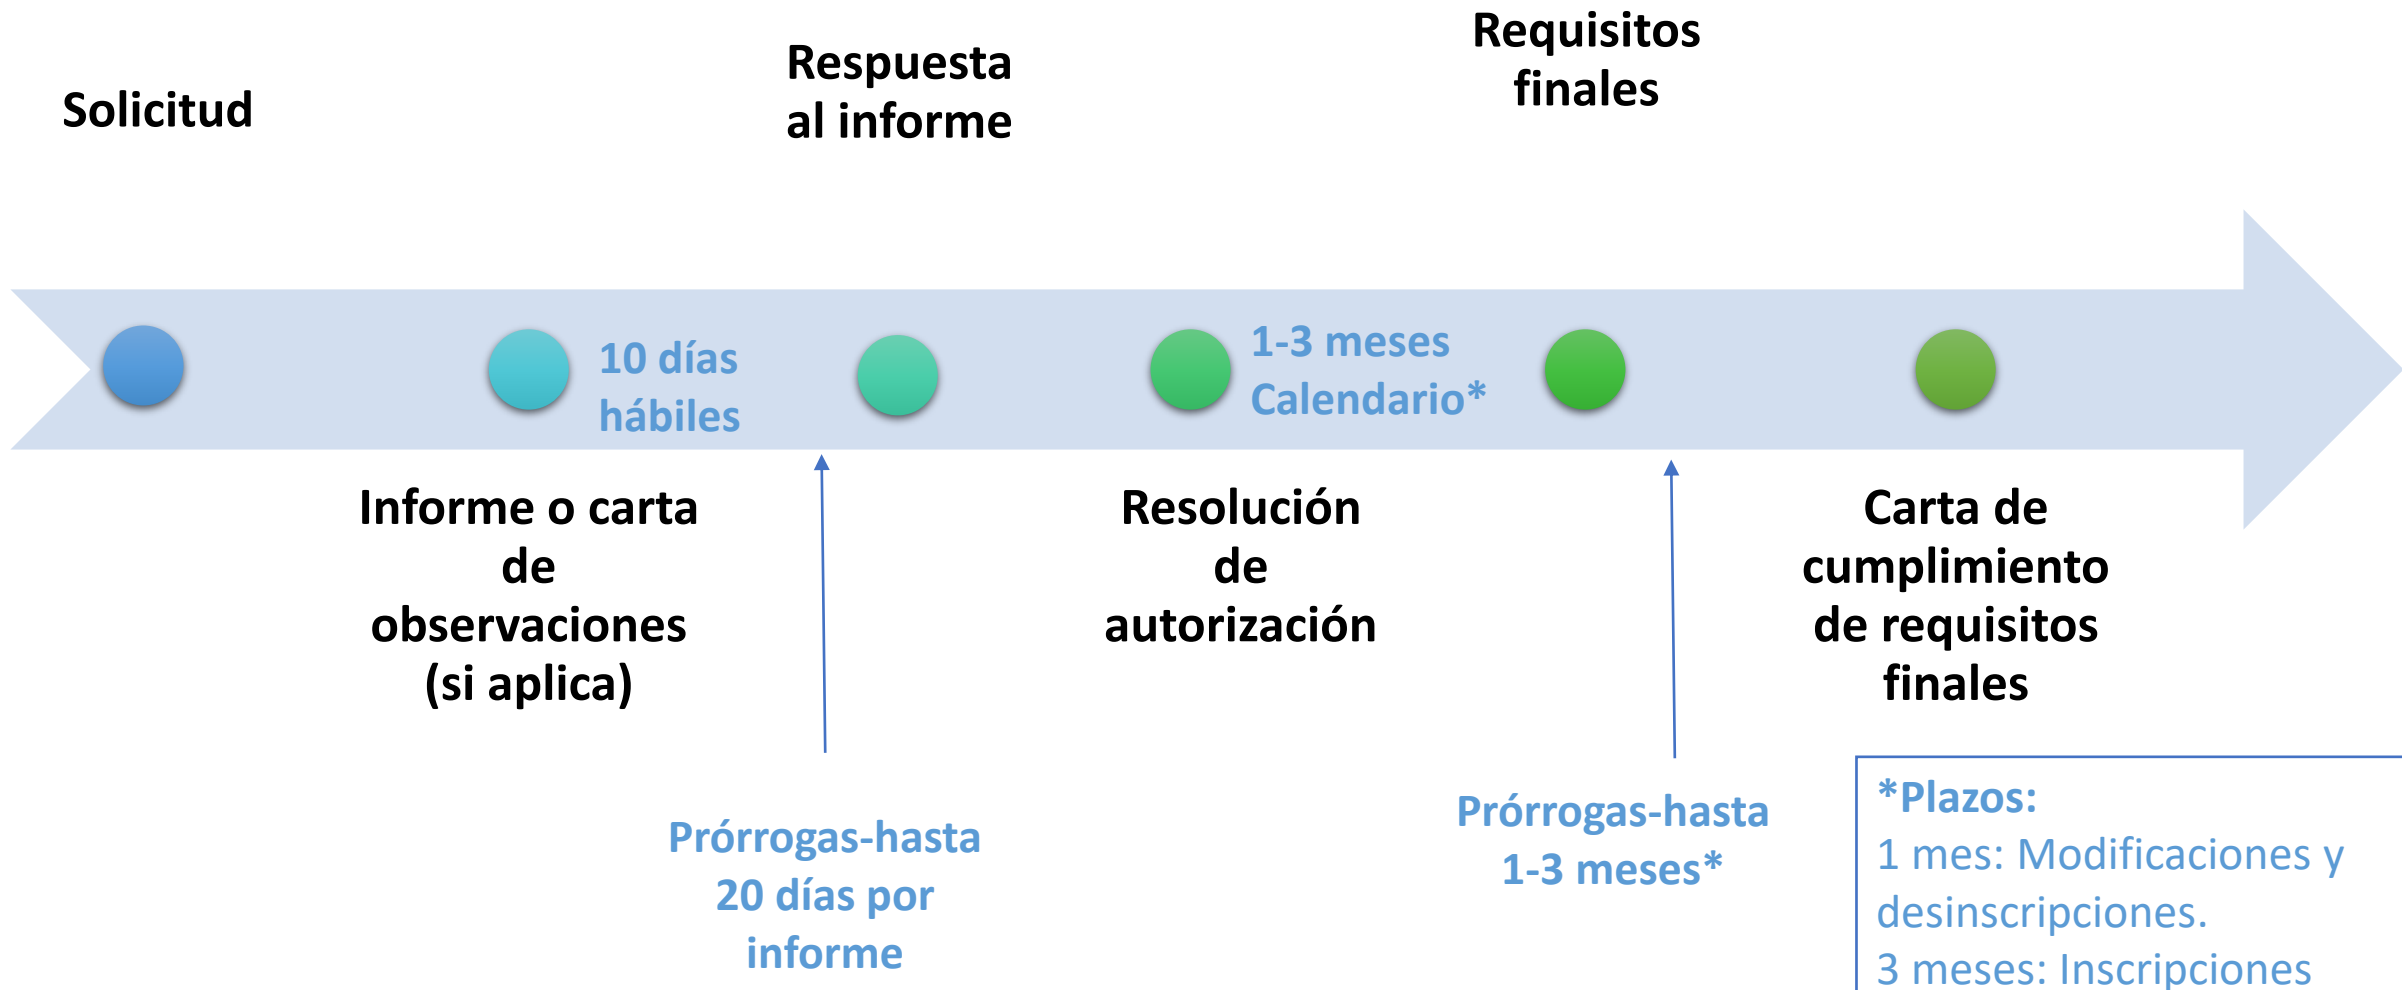 Solicitud
Informe o carta
de
observaciones
(si aplica)
10 días
hábiles
Prórrogas-hasta
20 días por
informe
Respuesta
al informe
Resolución
de
autorización
1-3 meses
Calendario*
Requisitos
finales
Prórrogas-hasta
1-3 meses*
Carta de
cumplimiento
de requisitos
finales
*Plazos:
1 mes: Modificaciones y
desinscripciones.
3 meses: Inscripciones